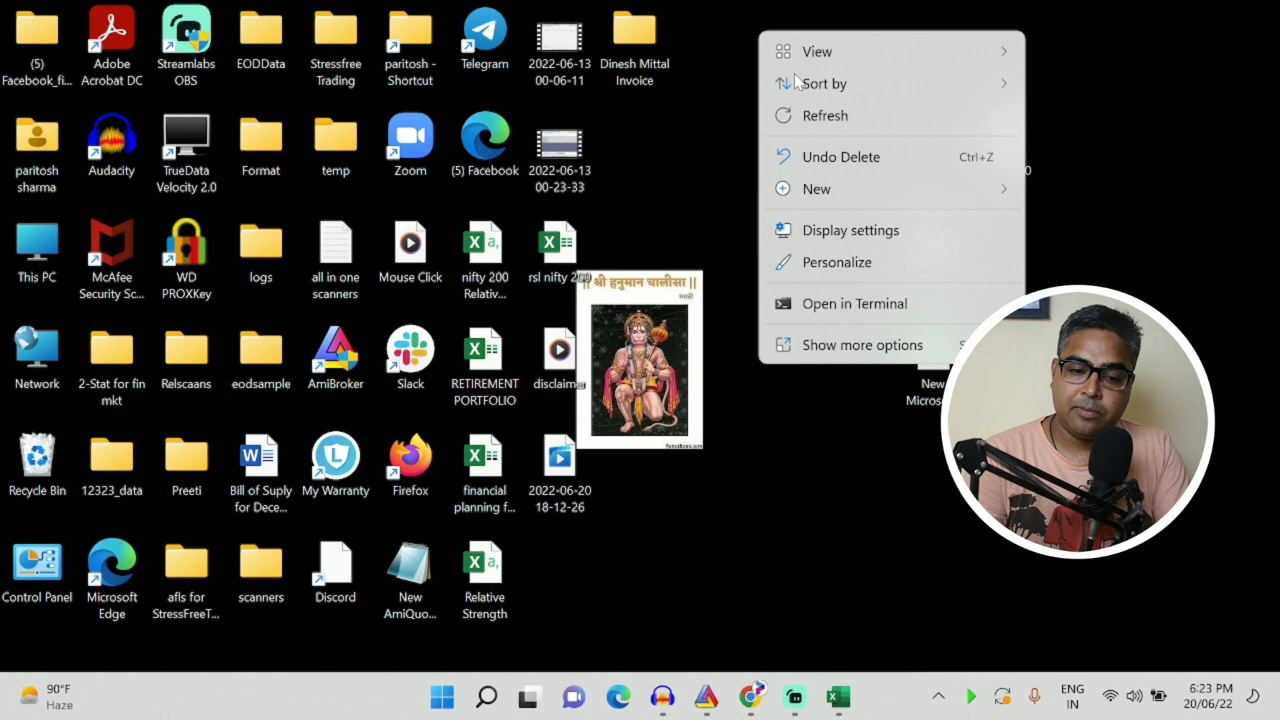 (5)
Facebook_fi...
Adobe
Acrobat DC
Streamlabs
OBS
EODData
Stressfree
Trading
paritosh -
Shortcut
Telegram
2022-06-13
00-06-11
Dinesh Mittal
Invoice
paritosh
sharma
Audacity
TrueData
Velocity 2.0
Format
temp
Zoom
(5) Facebook
2022-06-13
00-23-33
This PC
McAfee
Security Sc...
WD
PROXKey
logs
all in one
scanners
Mouse Click
nifty 200
Relativ...
rsl nifty 200
|| श्री हनुमान चालीसा ||
मराठी
Network
2-Stat for fin
mkt
Relscaans
eodsample
AmiBroker
Slack
RETIREMENT
PORTFOLIO
disclaimer
Recycle Bin
12323_data
Preeti
Bill of Suply
for Dece...
My Warranty
Firefox
financial
planning f...
2022-06-20
18-12-26
Control Panel
Microsoft
Edge
afls for
StressFreeT...
scanners
Discord
New
AmiQuo...
Relative
Strength
View
Sort by
Refresh
Undo Delete Ctrl+Z
New
Display settings
Personalize
Open in Terminal
Show more options
0
New
90°F
Haze
ENG
IN
6:23 PM
20/06/22